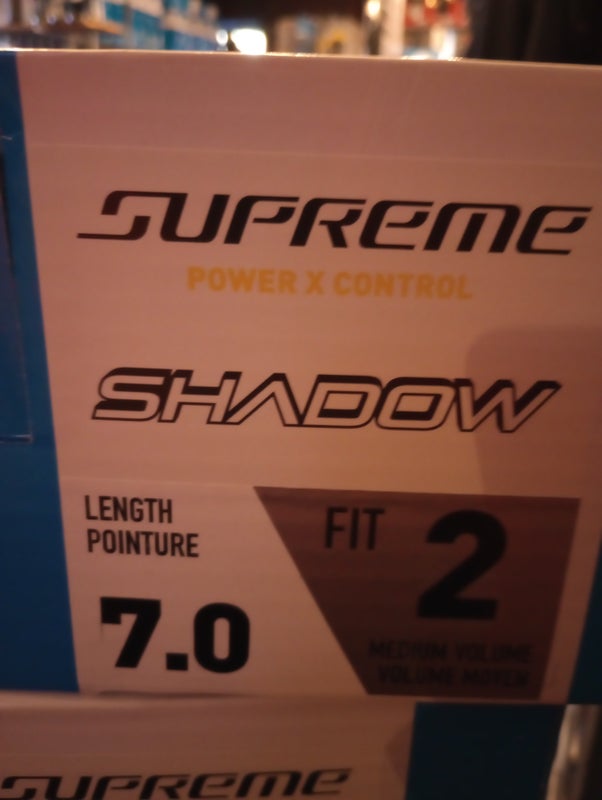 SUPREME
POWER X CONTROL
SHADOW
LENGTH
POINTURE
7.0
FIT 2
MEDIUM VOLUME
VOLUME MOYEN
SUPREME